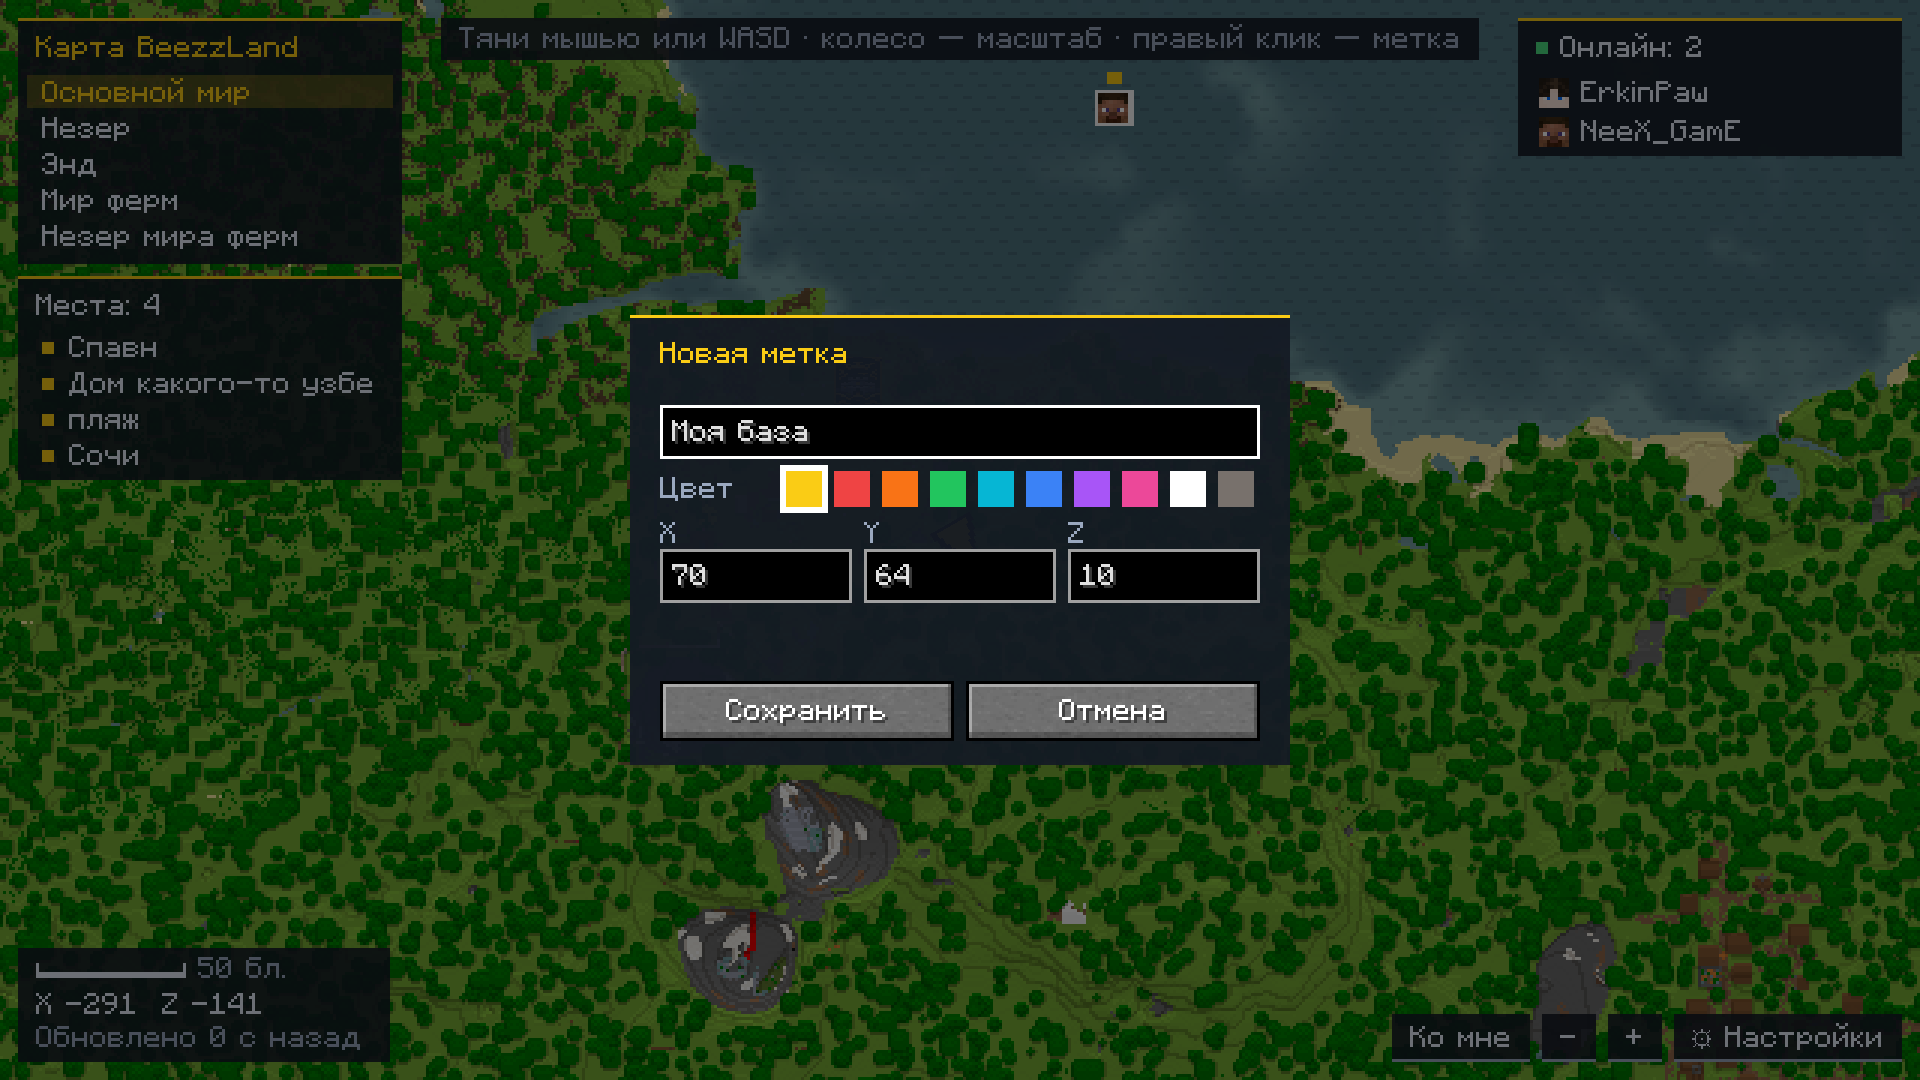 Карта BeezzLand
Основной мир
Незер
Энд
Мир ферм
Незер мира ферм
Места: 4
Спавн
Дом какого-то узбе
пляж
Сочи
Тяни мышью или WASD · колесо — масштаб · правый клик — метка
Онлайн: 2
ErkinPaw
NeeX_GamE
Новая метка
Моя база
Цвет
X Y Z
70 64 10
Сохранить Отмена
50 бл.
X -291 Z -141
Обновлено 0 с назад
Ко мне − + Настройки